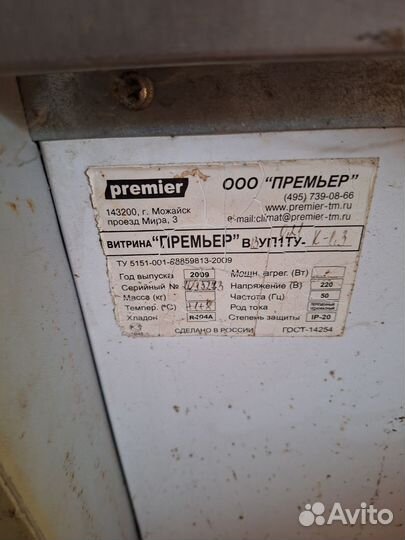 premier
ООО "ПРЕМЬЕР"
143200, г. Можайск
проезд Мира, 3
(495) 739-08-66
www.premier-tm.ru
e-mail:climat@premier-tm.ru
ВИТРИНА "ПРЕМЬЕР"
ТУ 5151-001-68859813-2009
Год выпуска 2009
Серийный №
Масса (кг)
Темпер. (°С)
Хладон R404A
Мощн. агрег. (Вт)
Напряжение (В) 220
Частота (Гц) 50
Род тока
Степень защиты IP-20
СДЕЛАНО В РОССИИ
ГОСТ-14254
Avito